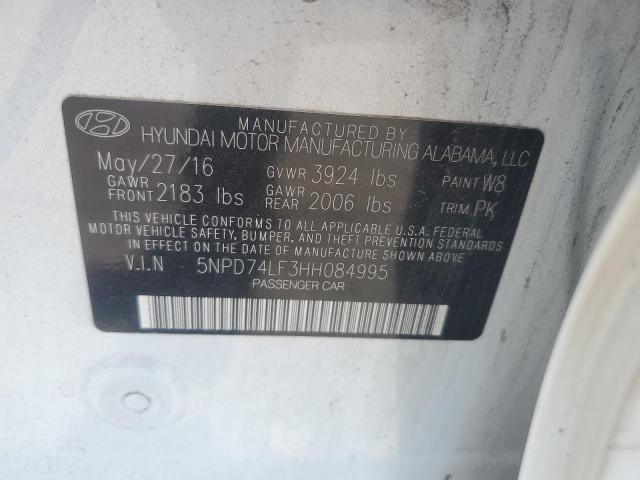 MANUFACTURED BY
HYUNDAI MOTOR MANUFACTURING ALABAMA, LLC
May/27/16 GVWR 3924 lbs PAINT W8
GAWR FRONT 2183 lbs GAWR REAR 2006 lbs TRIM PK
THIS VEHICLE CONFORMS TO ALL APPLICABLE U.S.A. FEDERAL
MOTOR VEHICLE SAFETY, BUMPER, AND THEFT PREVENTION STANDARDS
IN EFFECT ON THE DATE OF MANUFACTURE SHOWN ABOVE.
V.I.N 5NPD74LF3HH084995
PASSENGER CAR